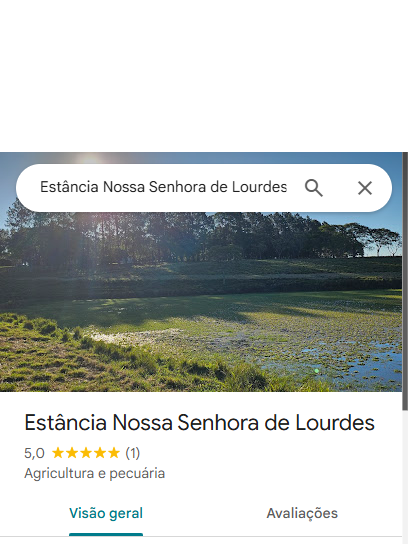 Estância Nossa Senhora de Lourdes
Estância Nossa Senhora de Lourdes
5,0 ★★★★★ (1)
Agricultura e pecuária
Visão geral Avaliações